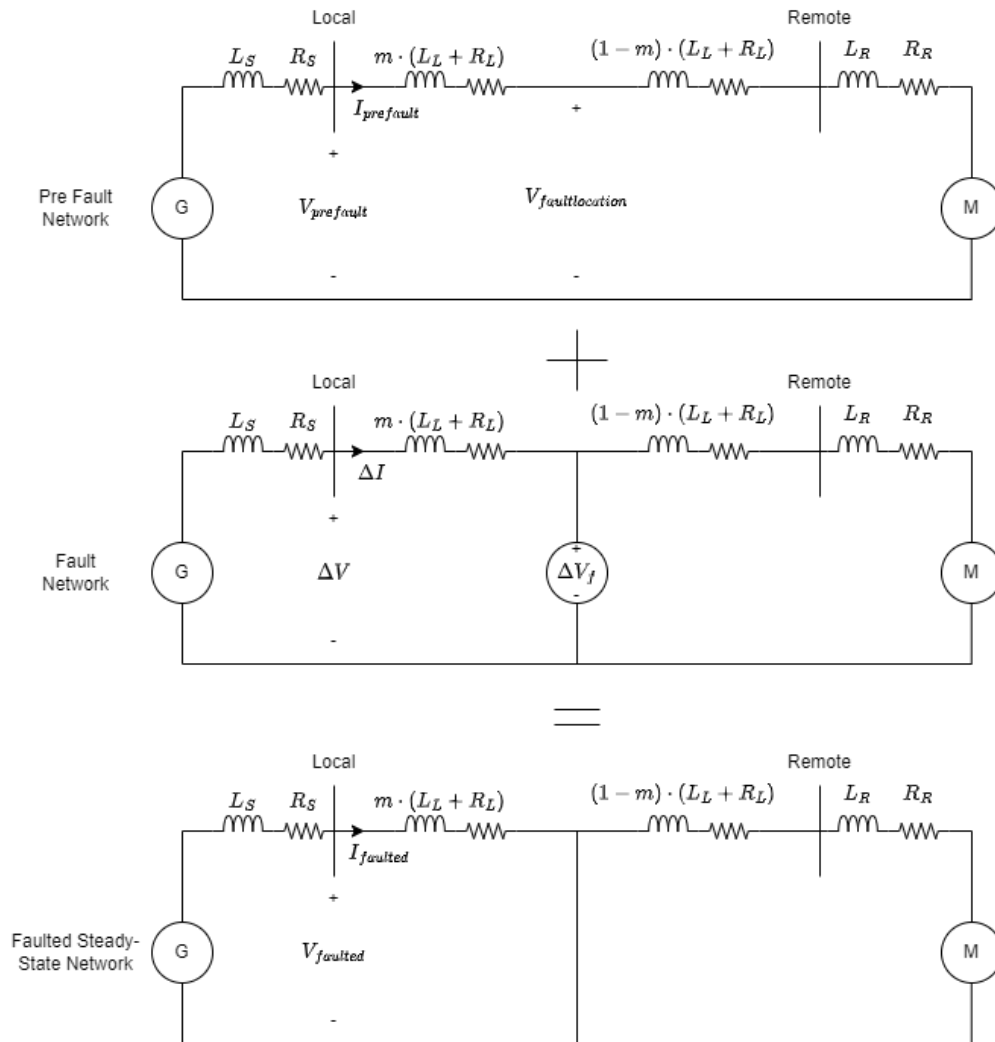 Local
Remote
L_S R_S m · (L_L + R_L) (1 − m) · (L_L + R_L) L_R R_R
I_prefault
+
+
Pre Fault
Network
G
V_prefault
V_faultlocation
M
-
-
Local
Remote
L_S R_S m · (L_L + R_L) (1 − m) · (L_L + R_L) L_R R_R
ΔI
+
Fault
Network
G
ΔV
+
ΔV_f
-
M
-
Local
Remote
L_S R_S m · (L_L + R_L) (1 − m) · (L_L + R_L) L_R R_R
I_faulted
+
Faulted Steady-
State Network
G
V_faulted
M
-